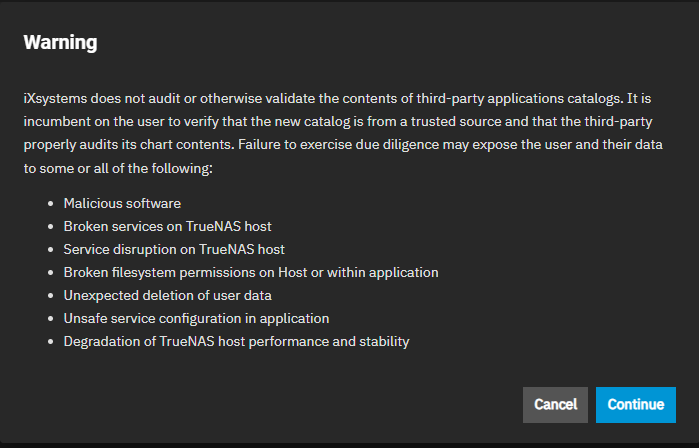 Warning
iXsystems does not audit or otherwise validate the contents of third-party applications catalogs. It is
incumbent on the user to verify that the new catalog is from a trusted source and that the third-party
properly audits its chart contents. Failure to exercise due diligence may expose the user and their data
to some or all of the following:
• Malicious software
• Broken services on TrueNAS host
• Service disruption on TrueNAS host
• Broken filesystem permissions on Host or within application
• Unexpected deletion of user data
• Unsafe service configuration in application
• Degradation of TrueNAS host performance and stability
Cancel Continue